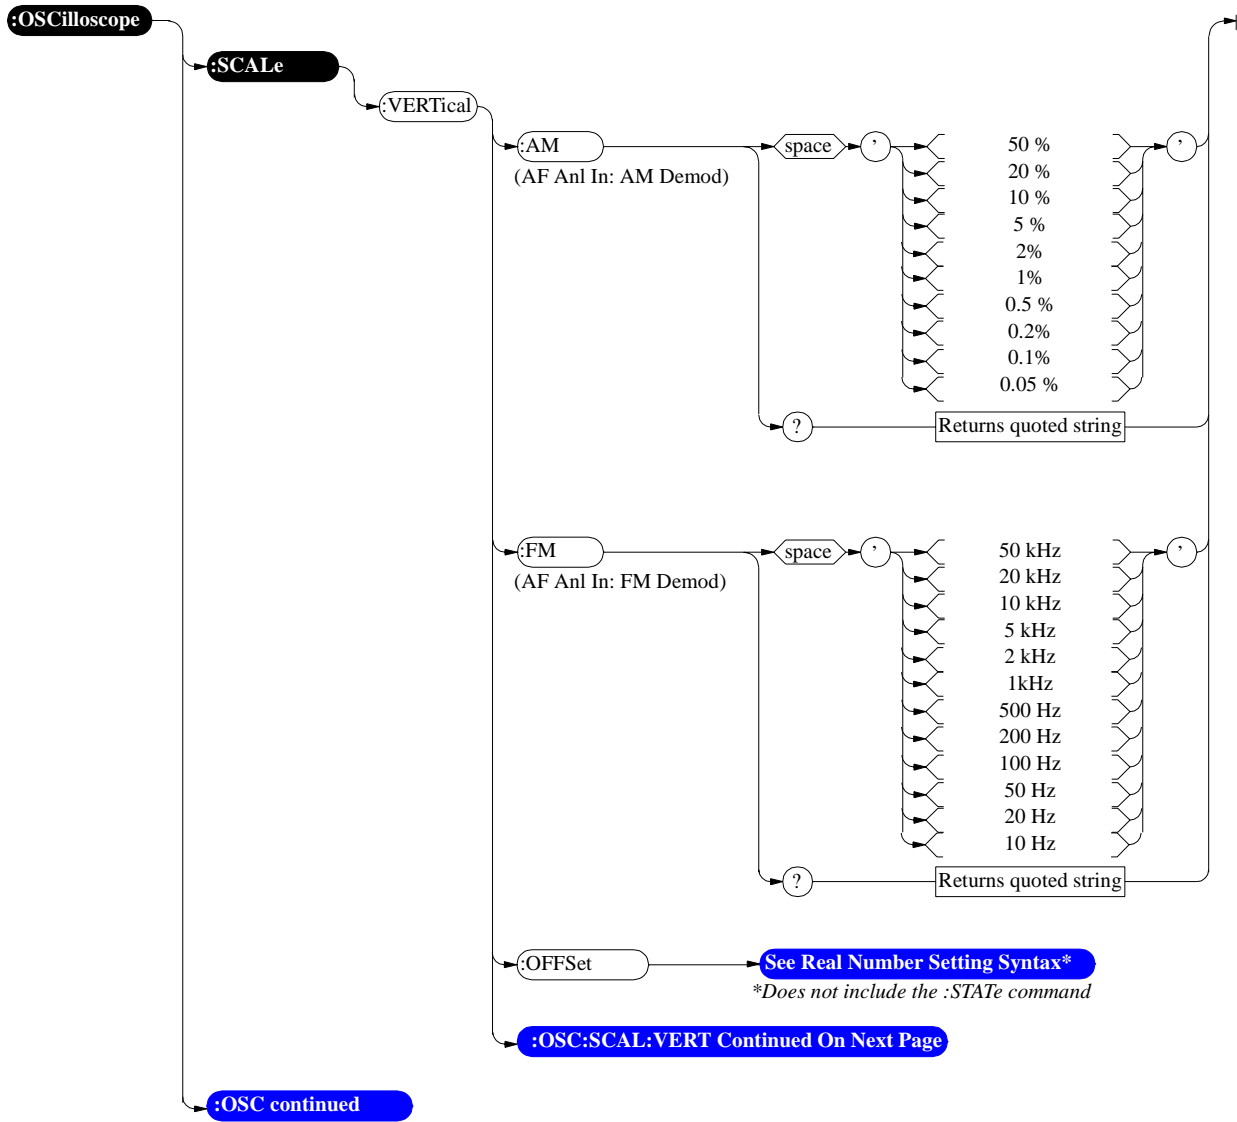 :OSCilloscope
:SCALe
:VERTical
:AM
space
’
50 %
’
(AF Anl In: AM Demod)
20 %
10 %
5 %
2%
1%
0.5 %
0.2%
0.1%
0.05 %
?
Returns quoted string
:FM
space
’
50 kHz
’
(AF Anl In: FM Demod)
20 kHz
10 kHz
5 kHz
2 kHz
1kHz
500 Hz
200 Hz
100 Hz
50 Hz
20 Hz
10 Hz
?
Returns quoted string
:OFFSet
See Real Number Setting Syntax*
*Does not include the :STATe command
:OSC:SCAL:VERT Continued On Next Page
:OSC continued